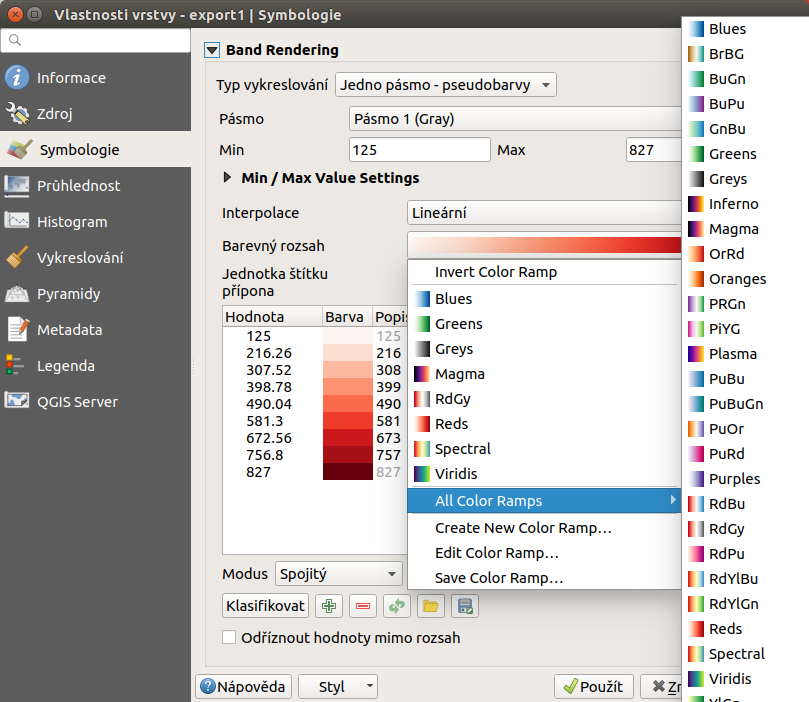 Vlastnosti vrstvy - export1 | Symbologie
Informace
Zdroj
Symbologie
Průhlednost
Histogram
Vykreslování
Pyramidy
Metadata
Legenda
QGIS Server
Band Rendering
Typ vykreslování Jedno pásmo - pseudobarvy
Pásmo Pásmo 1 (Gray)
Min 125 Max 827
Min / Max Value Settings
Interpolace Lineární
Barevný rozsah
Jednotka štítku
přípona
Hodnota Barva Popis
125 125
216.26 216
307.52 308
398.78 399
490.04 490
581.3 581
672.56 673
756.8 757
827 827
Modus Spojitý
Klasifikovat
Odříznout hodnoty mimo rozsah
Nápověda Styl Použít Zr
Invert Color Ramp
Blues
Greens
Greys
Magma
RdGy
Reds
Spectral
Viridis
All Color Ramps
Create New Color Ramp...
Edit Color Ramp...
Save Color Ramp...
Blues
BrBG
BuGn
BuPu
GnBu
Greens
Greys
Inferno
Magma
OrRd
Oranges
PRGn
PiYG
Plasma
PuBu
PuBuGn
PuOr
PuRd
Purples
RdBu
RdGy
RdPu
RdYlBu
RdYlGn
Reds
Spectral
Viridis